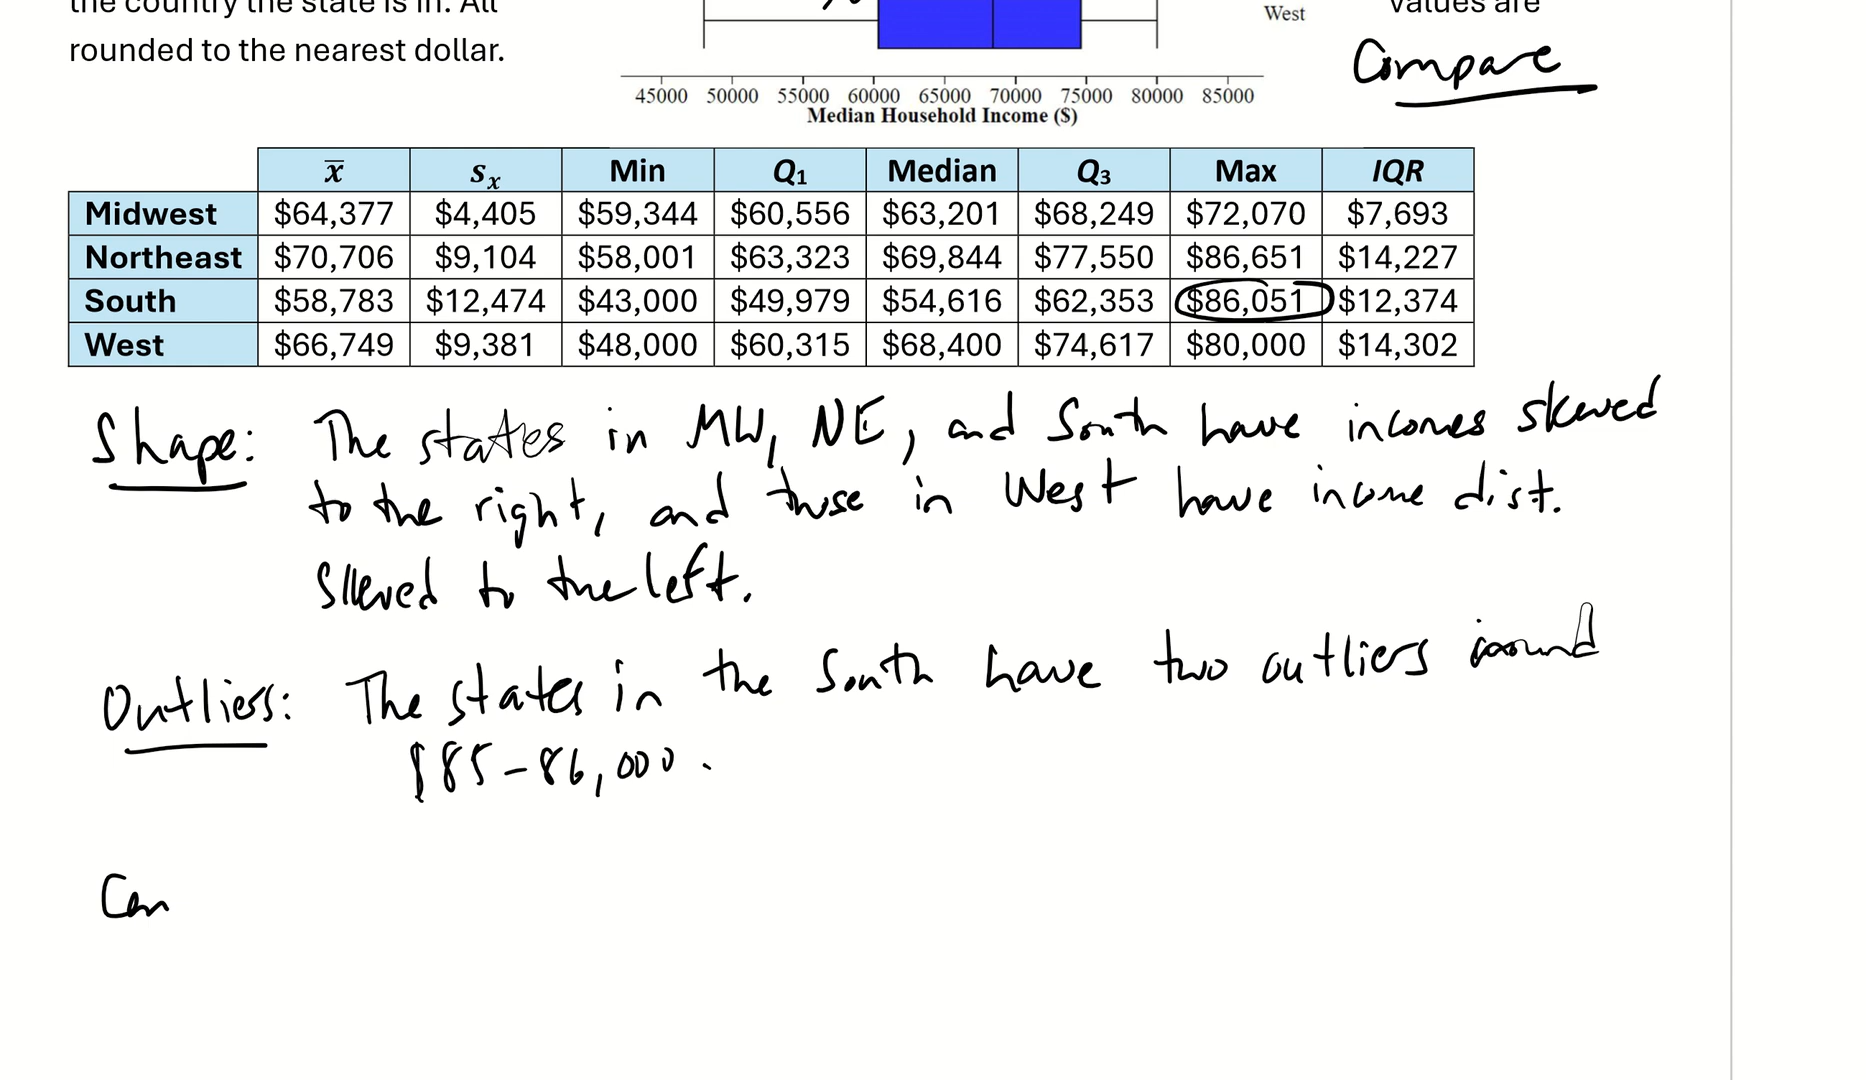 the country the state is in. All
rounded to the nearest dollar.
West
values are
Compare
45000 50000 55000 60000 65000 70000 75000 80000 85000
Median Household Income ($)
x̅ sₓ Min Q₁ Median Q₃ Max IQR
Midwest $64,377 $4,405 $59,344 $60,556 $63,201 $68,249 $72,070 $7,693
Northeast $70,706 $9,104 $58,001 $63,323 $69,844 $77,550 $86,651 $14,227
South $58,783 $12,474 $43,000 $49,979 $54,616 $62,353 $86,051 $12,374
West $66,749 $9,381 $48,000 $60,315 $68,400 $74,617 $80,000 $14,302
Shape: The states in MW, NE, and South have incomes skewed
to the right, and those in West have income dist.
skewed to the left.
Outliers: The states in the South have two outliers around
$85-86,000.
Cen